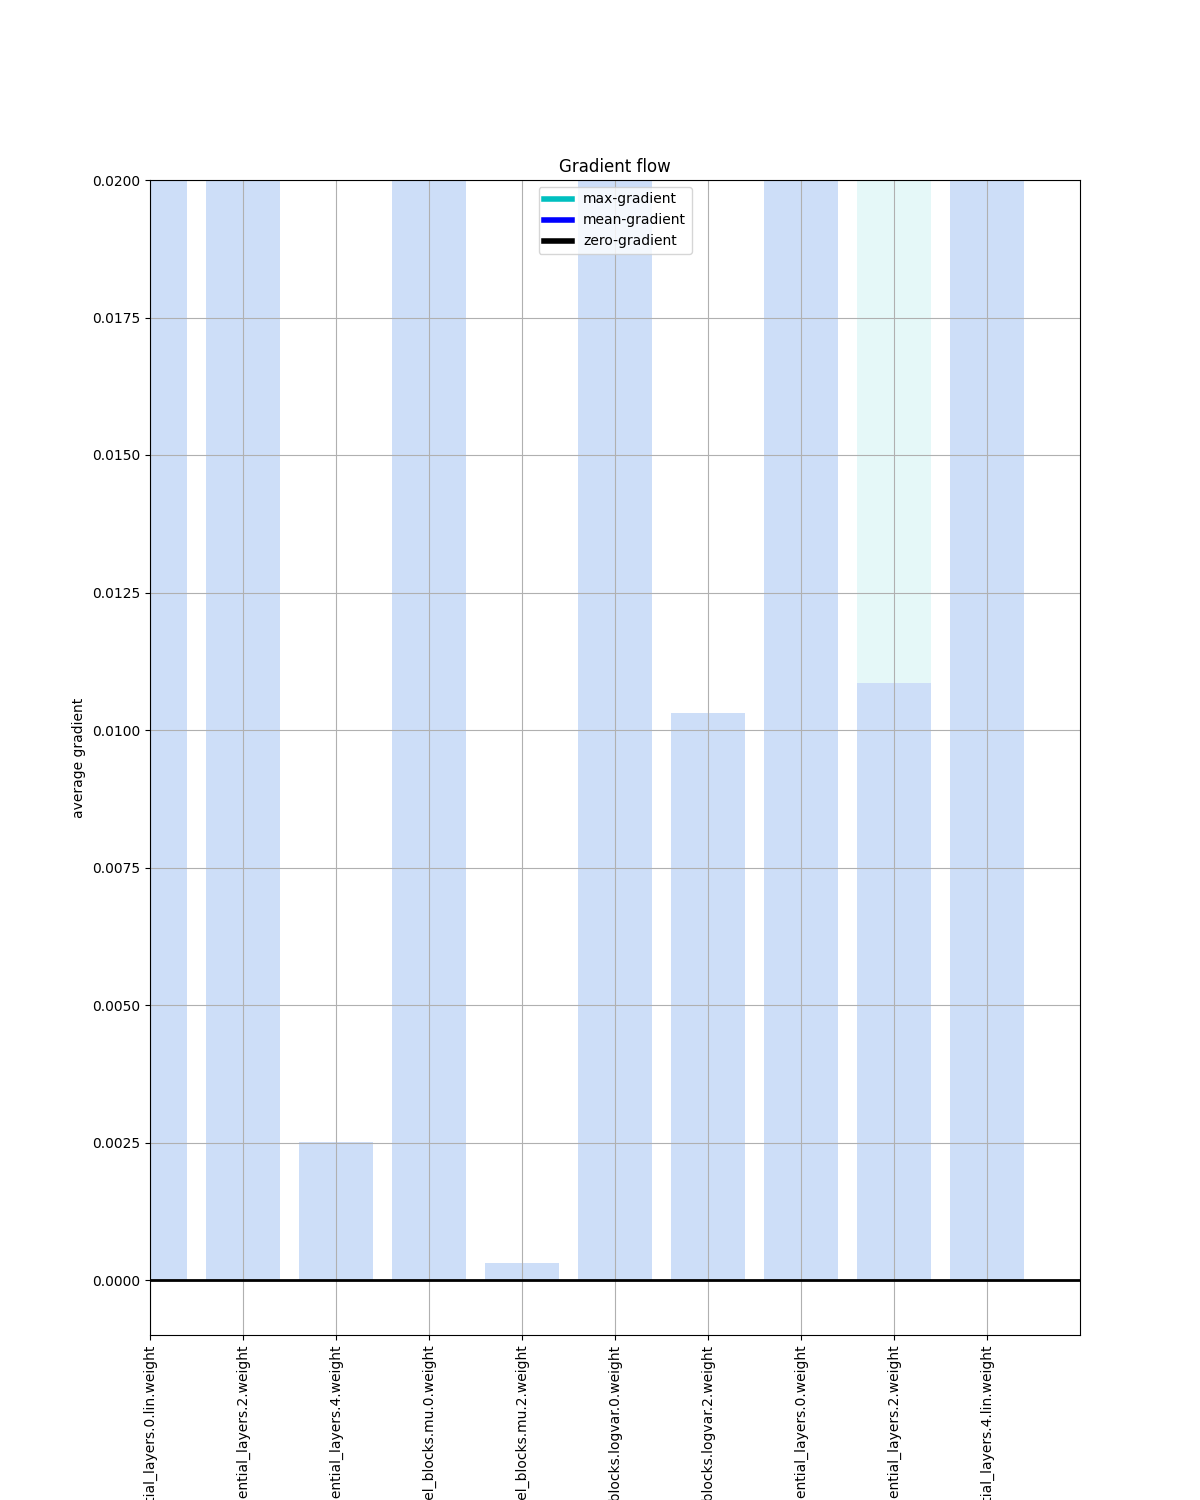 Gradient flow
max-gradient
mean-gradient
zero-gradient
0.0200
0.0175
0.0150
0.0125
0.0100
0.0075
0.0050
0.0025
0.0000
average gradient
tial_layers.0.lin.weight
ential_layers.2.weight
ential_layers.4.weight
el_blocks.mu.0.weight
el_blocks.mu.2.weight
blocks.logvar.0.weight
blocks.logvar.2.weight
ential_layers.0.weight
ential_layers.2.weight
tial_layers.4.lin.weight